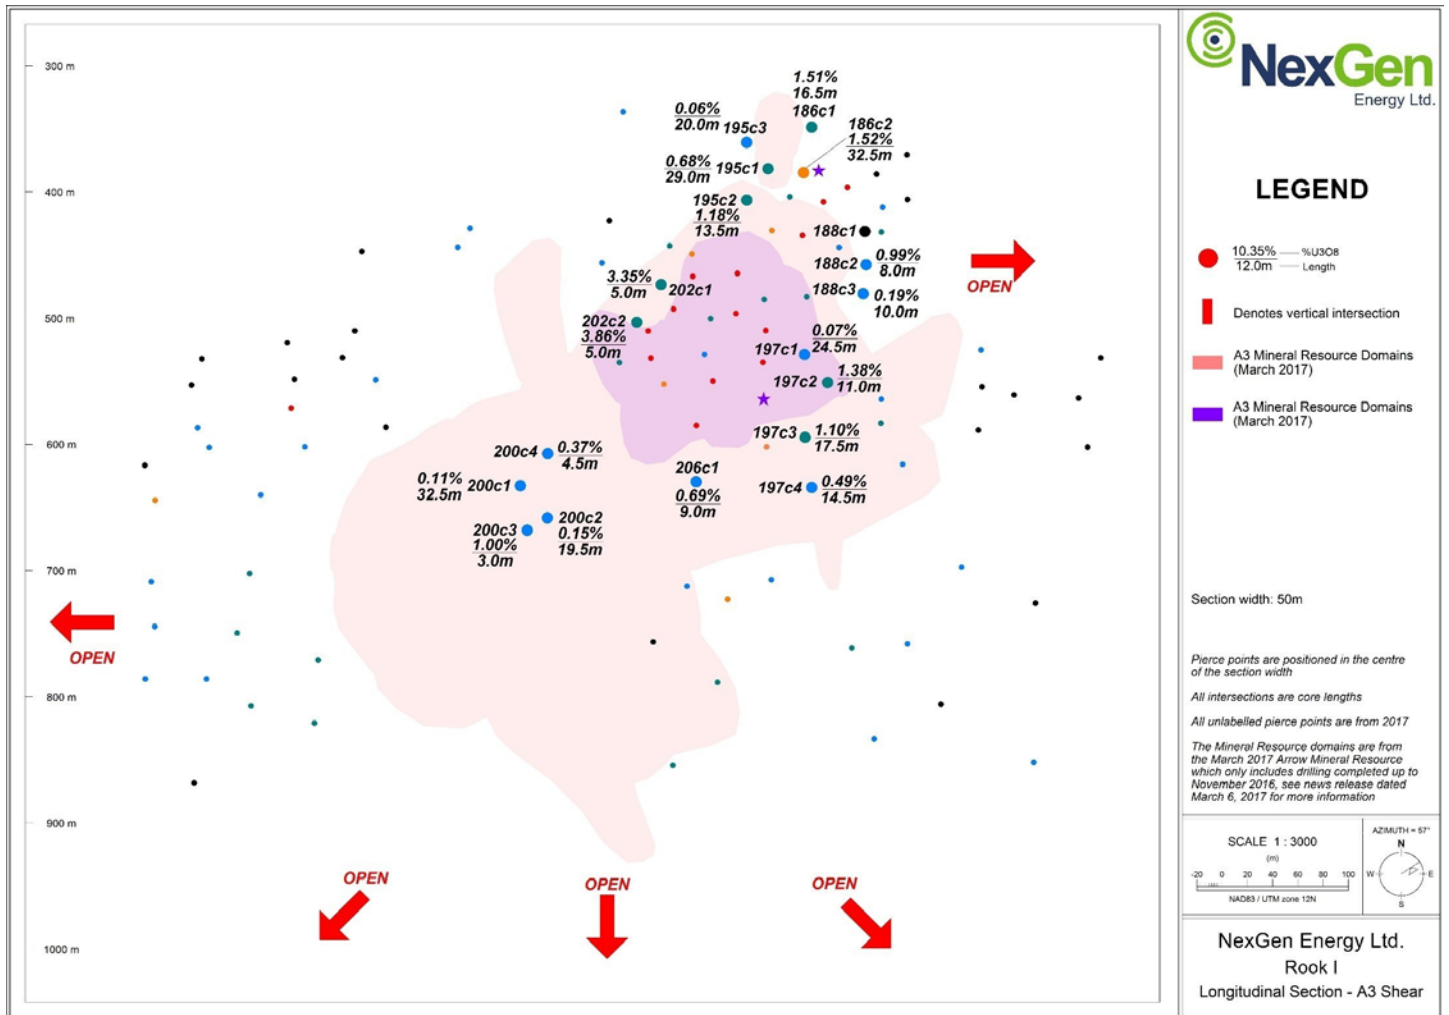 300 m
400 m
500 m
600 m
700 m
800 m
900 m
1000 m
1.51%
16.5m
186c1
0.06%
20.0m
195c3
186c2
1.52%
32.5m
0.68%
29.0m
195c1
195c2
1.18%
13.5m
188c1
188c2
0.99%
8.0m
188c3
0.19%
10.0m
OPEN
3.35%
5.0m
202c1
202c2
3.86%
5.0m
0.07%
24.5m
197c1
197c2
1.38%
11.0m
197c3
1.10%
17.5m
200c4
0.37%
4.5m
0.11%
32.5m
200c1
206c1
0.69%
9.0m
197c4
0.49%
14.5m
200c3
1.00%
3.0m
200c2
0.15%
19.5m
OPEN
OPEN
OPEN
OPEN
NexGen
Energy Ltd.
LEGEND
10.35%
12.0m
%U3O8
Length
Denotes vertical intersection
A3 Mineral Resource Domains
(March 2017)
A3 Mineral Resource Domains
(March 2017)
Section width: 50m
Pierce points are positioned in the centre
of the section width
All intersections are core lengths
All unlabelled pierce points are from 2017
The Mineral Resource domains are from
the March 2017 Arrow Mineral Resource
which only includes drilling completed up to
November 2016, see news release dated
March 6, 2017 for more information
SCALE 1 : 3000
(m)
-20 0 20 40 60 80 100
NAD83 / UTM zone 12N
AZIMUTH = 57°
N
W
E
S
NexGen Energy Ltd.
Rook I
Longitudinal Section - A3 Shear